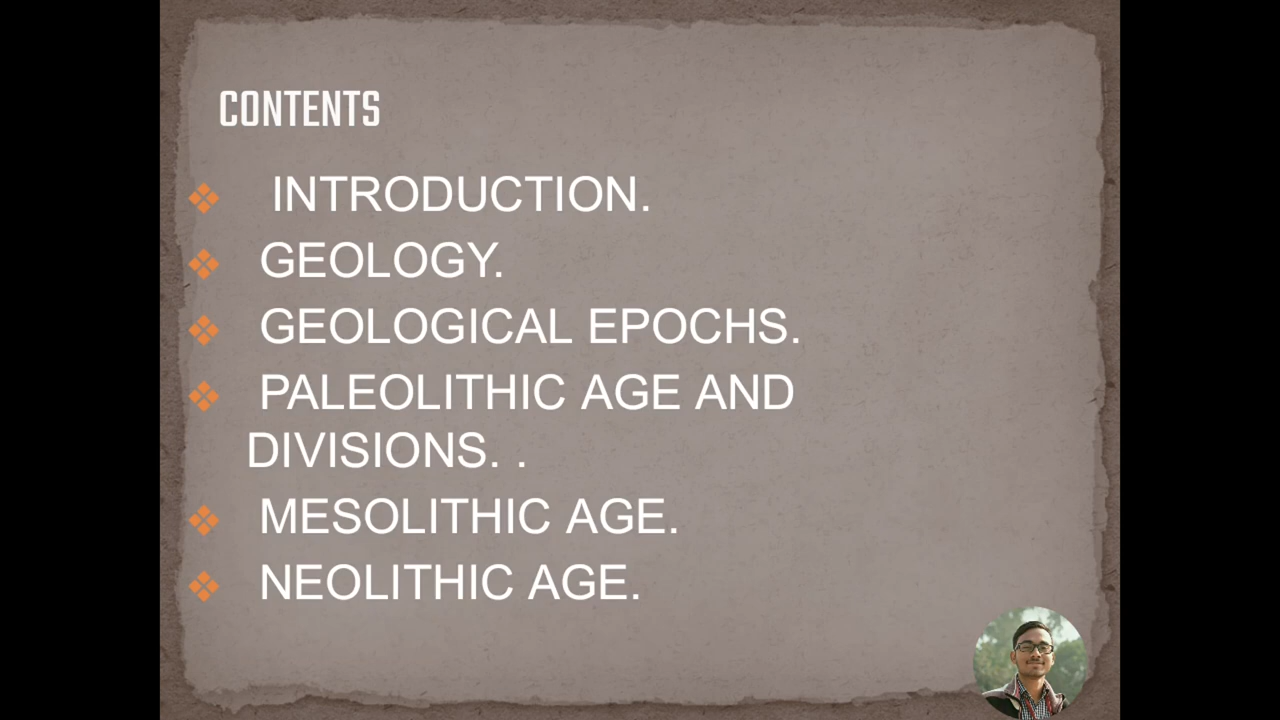 CONTENTS
INTRODUCTION.
GEOLOGY.
GEOLOGICAL EPOCHS.
PALEOLITHIC AGE AND
DIVISIONS. .
MESOLITHIC AGE.
NEOLITHIC AGE.